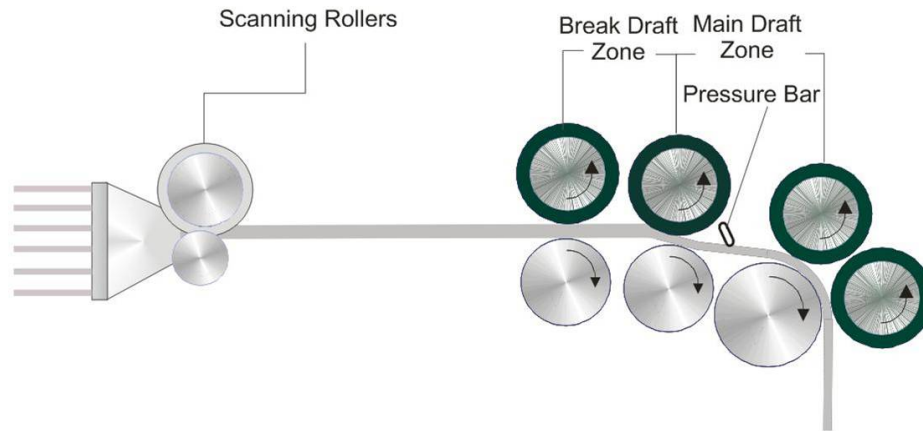 Scanning Rollers
Break Draft
Zone
Main Draft
Zone
Pressure Bar